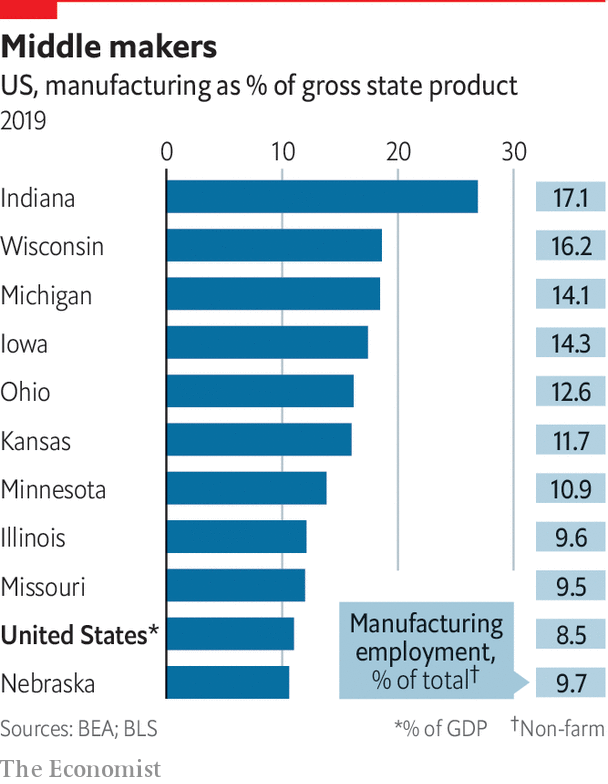 Middle makers
US, manufacturing as % of gross state product
2019
0 10 20 30
Indiana 17.1
Wisconsin 16.2
Michigan 14.1
Iowa 14.3
Ohio 12.6
Kansas 11.7
Minnesota 10.9
Illinois 9.6
Missouri 9.5
United States* 8.5
Nebraska 9.7
Manufacturing
employment,
% of total†
Sources: BEA; BLS *% of GDP †Non-farm
The Economist